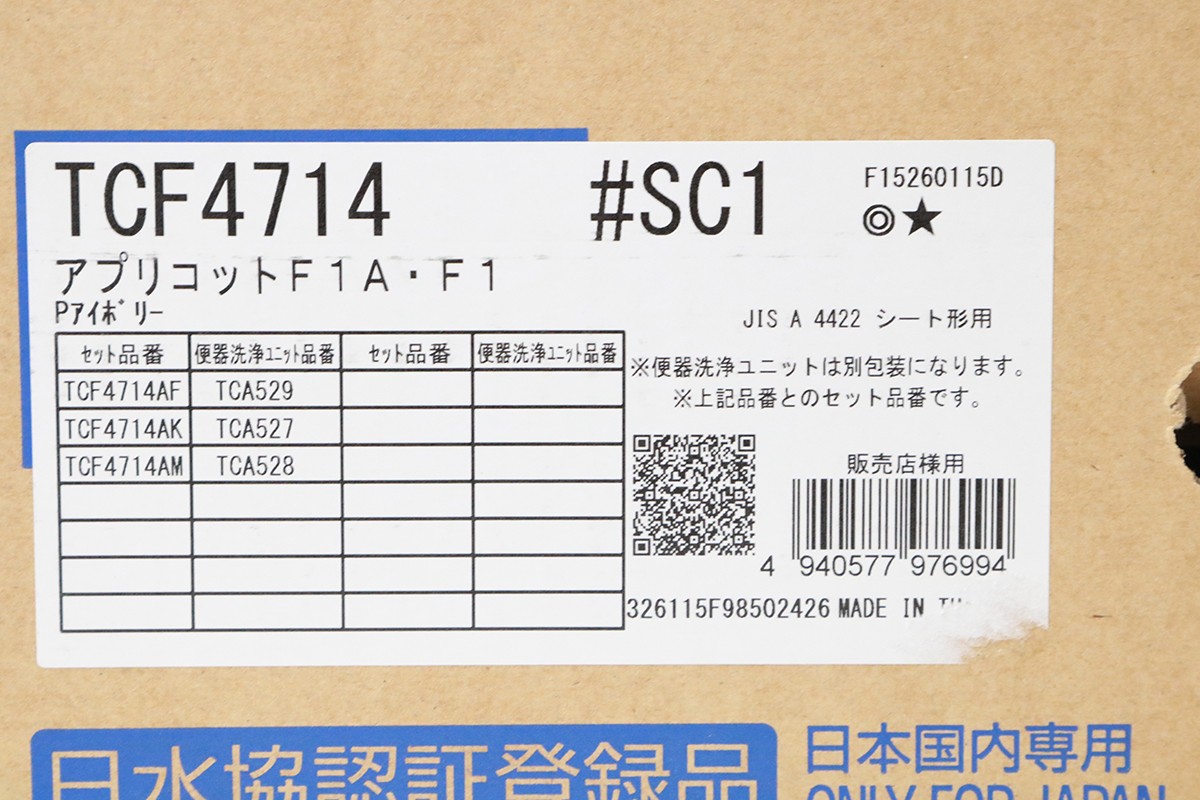 TCF4714 #SC1 F15260115D
◎★
アプリコットF1A・F1
Pアイボリー
JIS A 4422 シート形用
セット品番 便器洗浄ユニット品番 セット品番 便器洗浄ユニット品番
TCF4714AF TCA529
TCF4714AK TCA527
TCF4714AM TCA528
※便器洗浄ユニットは別包装になります。
※上記品番とのセット品番です。
販売店様用
4 940577 976994
326115F98502426 MADE IN
日水協認証登録品
日本国内専用
ONLY FOR JAPAN